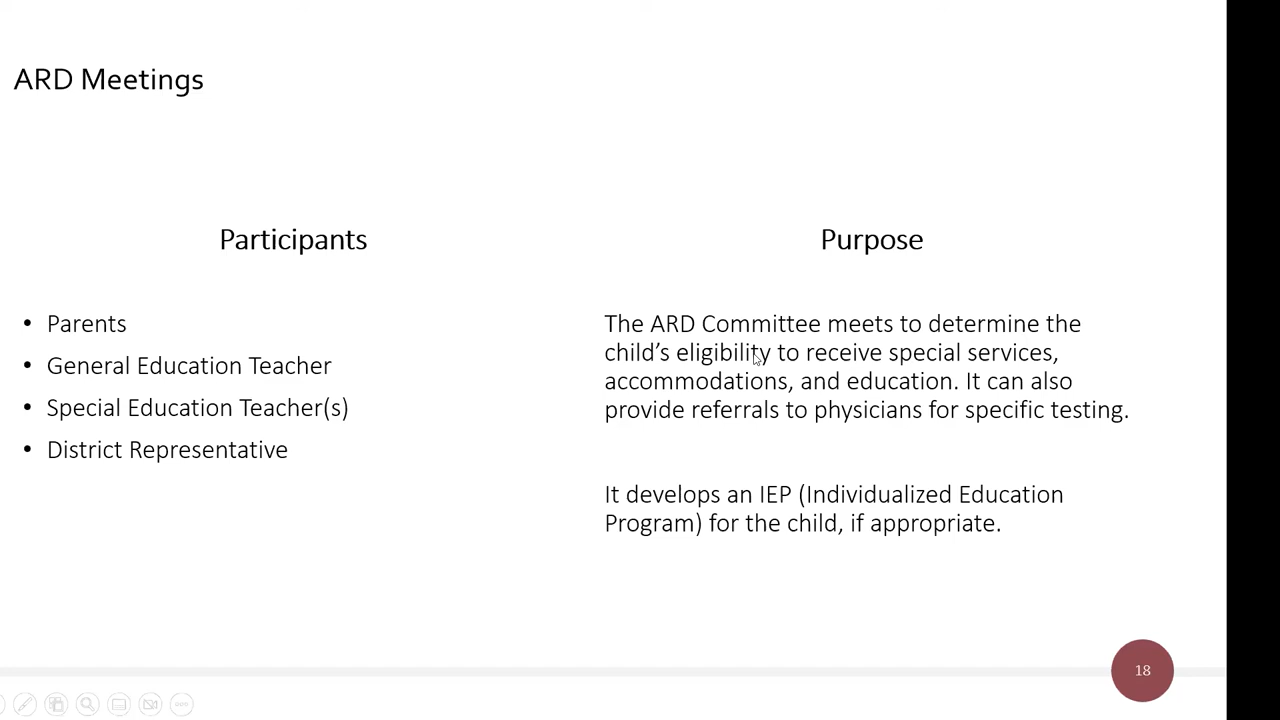 ARD Meetings
Participants
• Parents
• General Education Teacher
• Special Education Teacher(s)
• District Representative
Purpose
The ARD Committee meets to determine the
child’s eligibility to receive special services,
accommodations, and education. It can also
provide referrals to physicians for specific testing.
It develops an IEP (Individualized Education
Program) for the child, if appropriate.
18